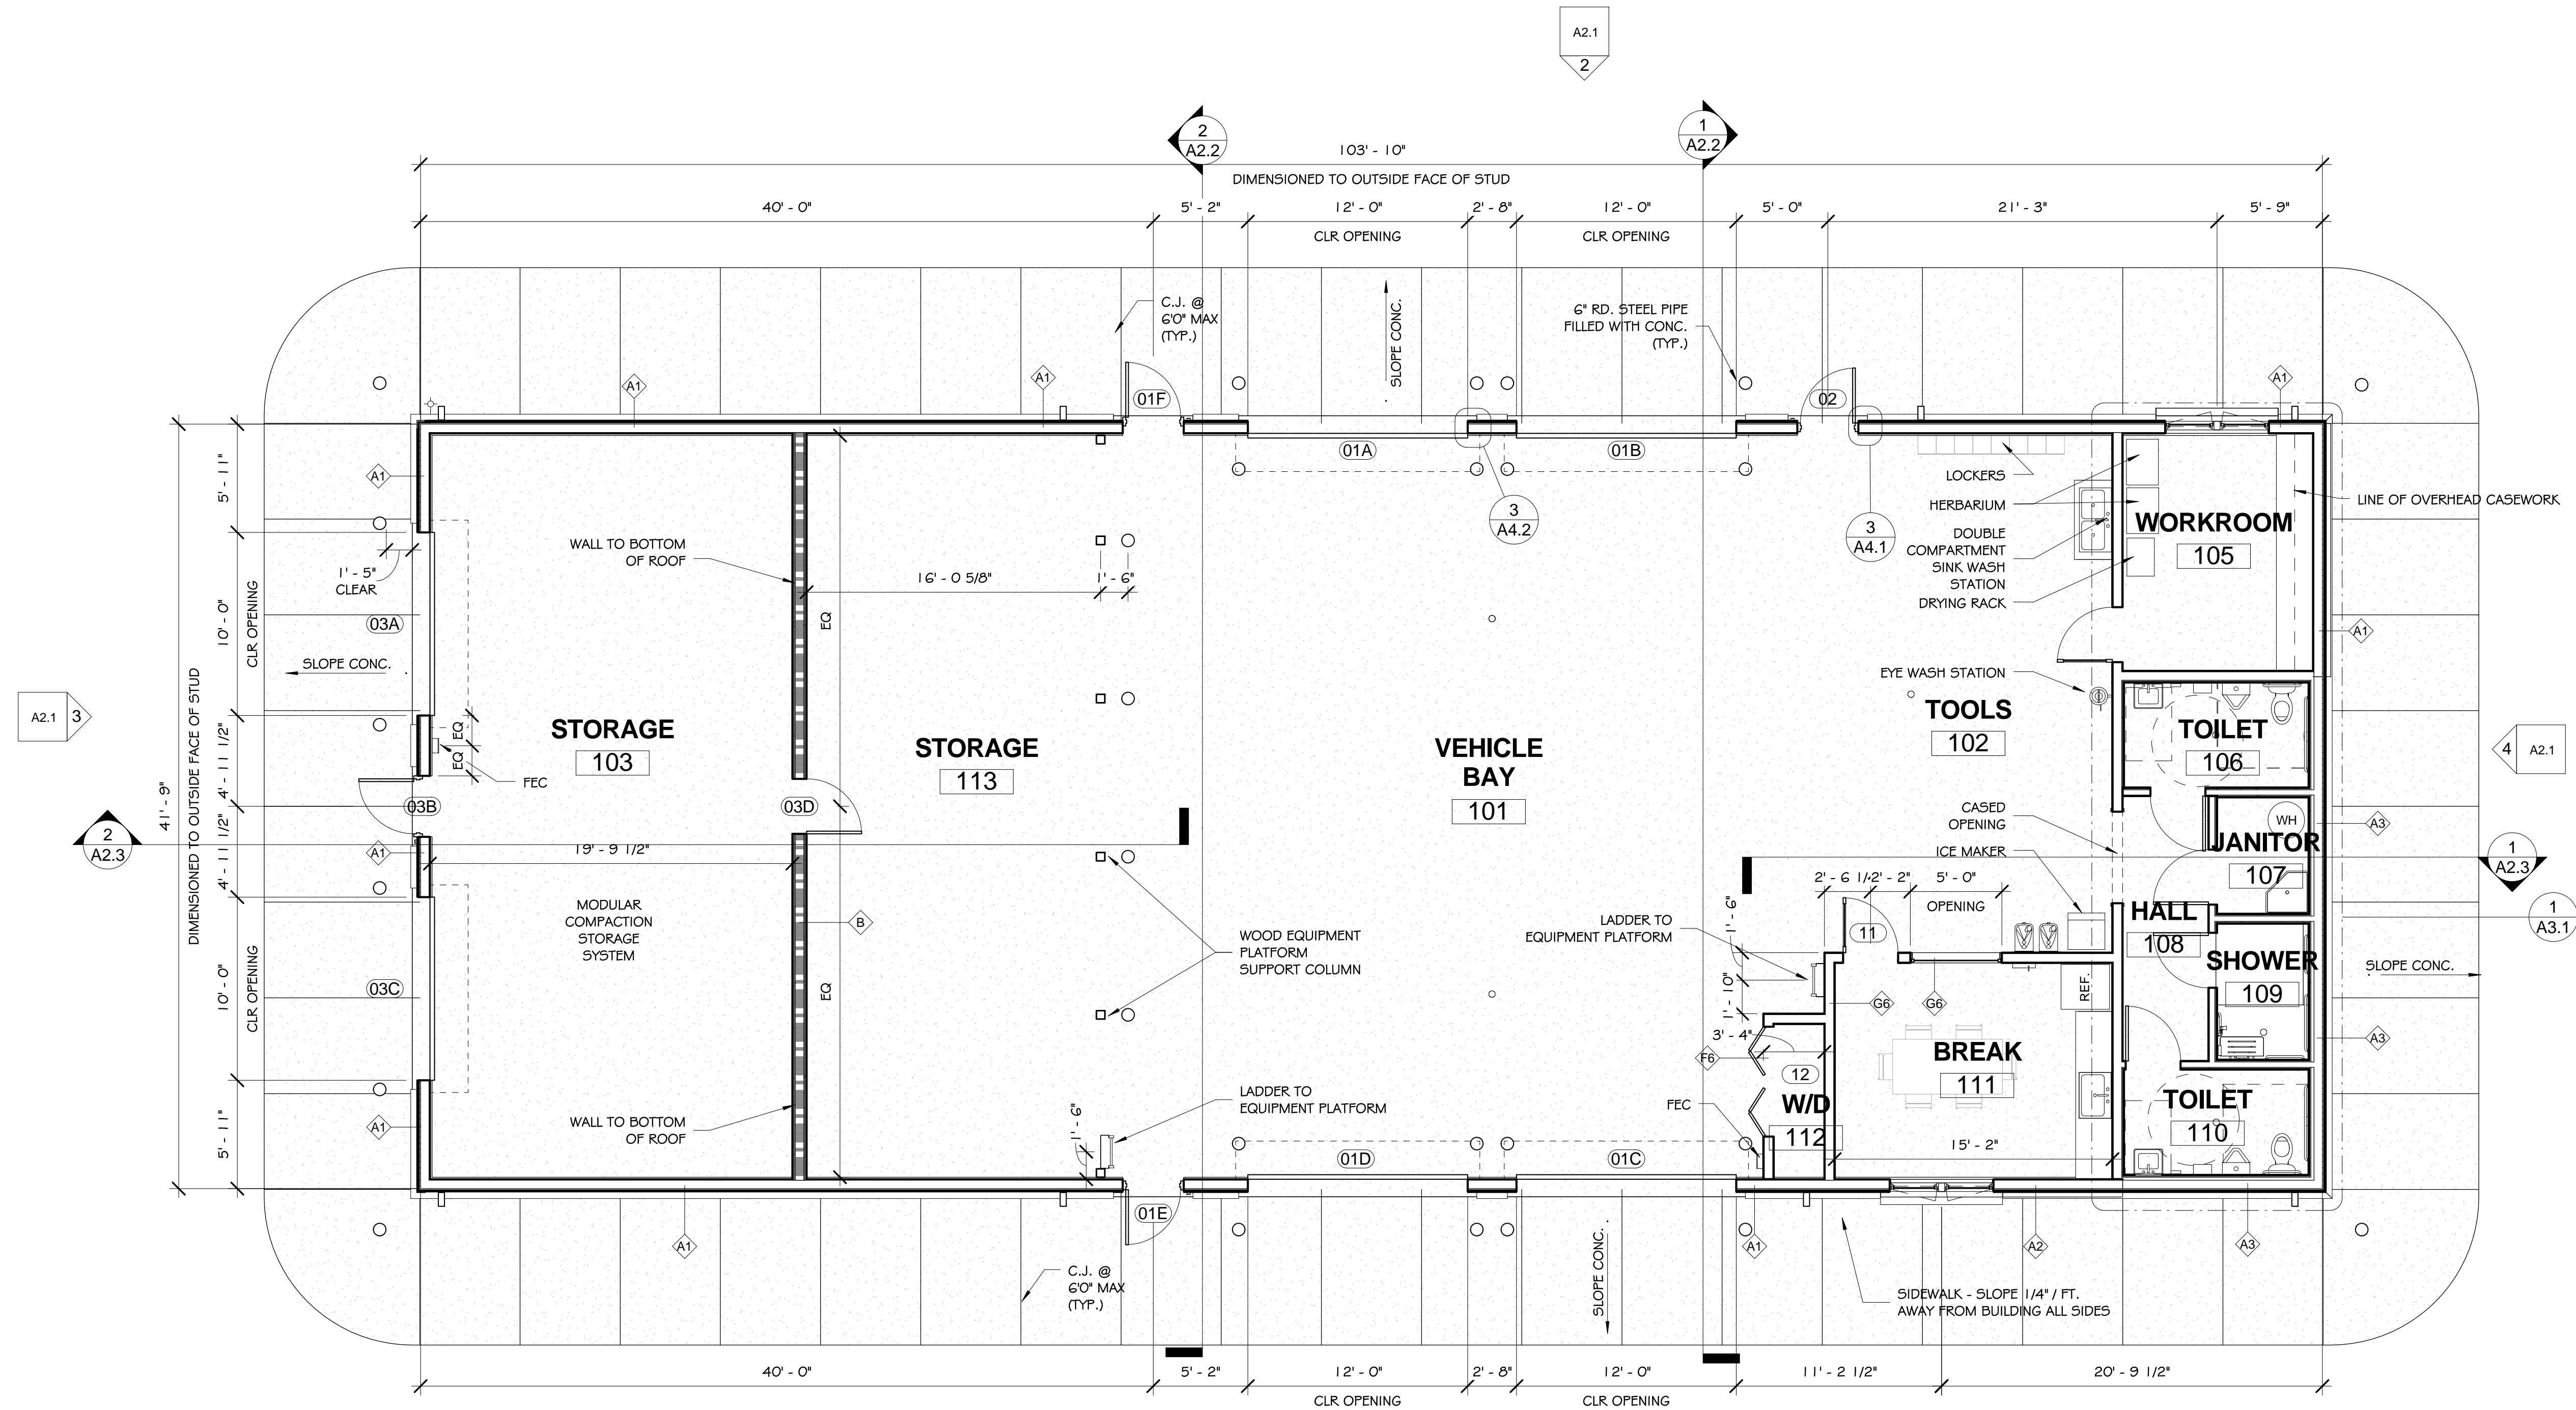 A2.1
2
2
A2.2
1
A2.2
103' - 10"
DIMENSIONED TO OUTSIDE FACE OF STUD
40' - 0"
5' - 2"
12' - 0"
2' - 8"
12' - 0"
5' - 0"
21' - 3"
5' - 9"
CLR OPENING
CLR OPENING
C.J. @
6'0" MAX
(TYP.)
SLOPE CONC.
6" RD. STEEL PIPE
FILLED WITH CONC.
(TYP.)
A1
A1
01F
02
A1
01A
01B
5' - 11"
A1
LOCKERS
HERBARIUM
DOUBLE
COMPARTMENT
SINK WASH
STATION
DRYING RACK
LINE OF OVERHEAD CASEWORK
WORKROOM
105
3
A4.2
3
A4.1
WALL TO BOTTOM
OF ROOF
1' - 5"
CLEAR
16' - 0 5/8"
1' - 6"
10' - 0"
CLR OPENING
03A
EQ
A1
SLOPE CONC.
EYE WASH STATION
A2.1
3
DIMENSIONED TO OUTSIDE FACE OF STUD
41' - 9"
4' - 11 1/2"
4' - 11 1/2"
EQ
EQ
FEC
STORAGE
103
STORAGE
113
VEHICLE
BAY
101
TOOLS
102
TOILET
106
4
A2.1
03B
03D
CASED
OPENING
ICE MAKER
WH
JANITOR
107
A3
2
A2.3
1
A2.3
A1
19' - 9 1/2"
2' - 6 1/
2' - 2"
5' - 0"
OPENING
MODULAR
COMPACTION
STORAGE
SYSTEM
B
WOOD EQUIPMENT
PLATFORM
SUPPORT COLUMN
LADDER TO
EQUIPMENT PLATFORM
1' - 6"
1' - 10"
11
HALL
108
1
A3.1
SHOWER
109
SLOPE CONC.
10' - 0"
CLR OPENING
03C
EQ
G6
G6
REF.
3' - 4"
F6
12
BREAK
111
A3
W/D
112
FEC
TOILET
110
15' - 2"
LADDER TO
EQUIPMENT PLATFORM
1' - 6"
WALL TO BOTTOM
OF ROOF
5' - 11"
A1
01D
01C
01E
A1
A1
A2
A3
C.J. @
6'0" MAX
(TYP.)
SLOPE CONC.
SIDEWALK - SLOPE 1/4" / FT.
AWAY FROM BUILDING ALL SIDES
40' - 0"
5' - 2"
12' - 0"
2' - 8"
12' - 0"
11' - 2 1/2"
20' - 9 1/2"
CLR OPENING
CLR OPENING